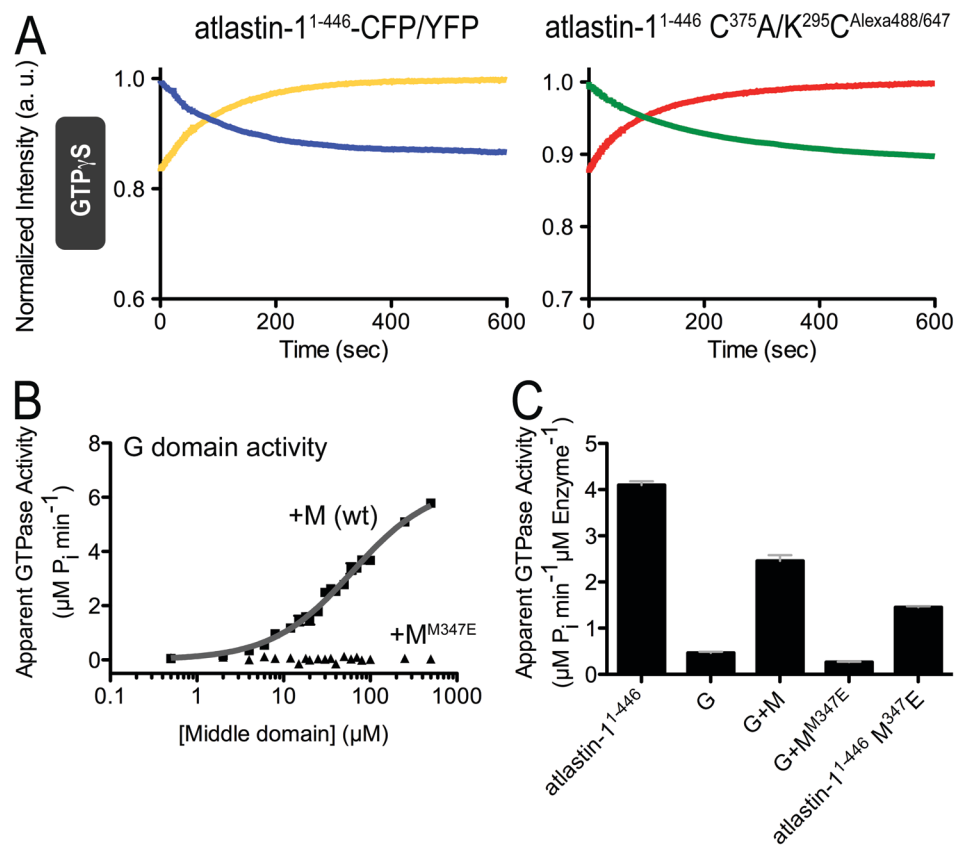 A
atlastin-1¹⁻⁴⁴⁶-CFP/YFP
atlastin-1¹⁻⁴⁴⁶ C³⁷⁵A/K²⁹⁵C^Alexa488/647
GTPγS
Normalized Intensity (a. u.)
1.0
0.8
0.6
0 200 400 600
Time (sec)
1.0
0.9
0.8
0.7
0 200 400 600
Time (sec)
B
G domain activity
Apparent GTPase Activity
(µM Pᵢ min⁻¹)
8
6
4
2
0
+M (wt)
+M^M347E
0.1 1 10 100 1000
[Middle domain] (µM)
C
Apparent GTPase Activity
(µM Pᵢ min⁻¹µM Enzyme⁻¹)
5
4
3
2
1
0
atlastin-1¹⁻⁴⁴⁶
G
G+M
G+M^M347E
atlastin-1¹⁻⁴⁴⁶ M³⁴⁷E